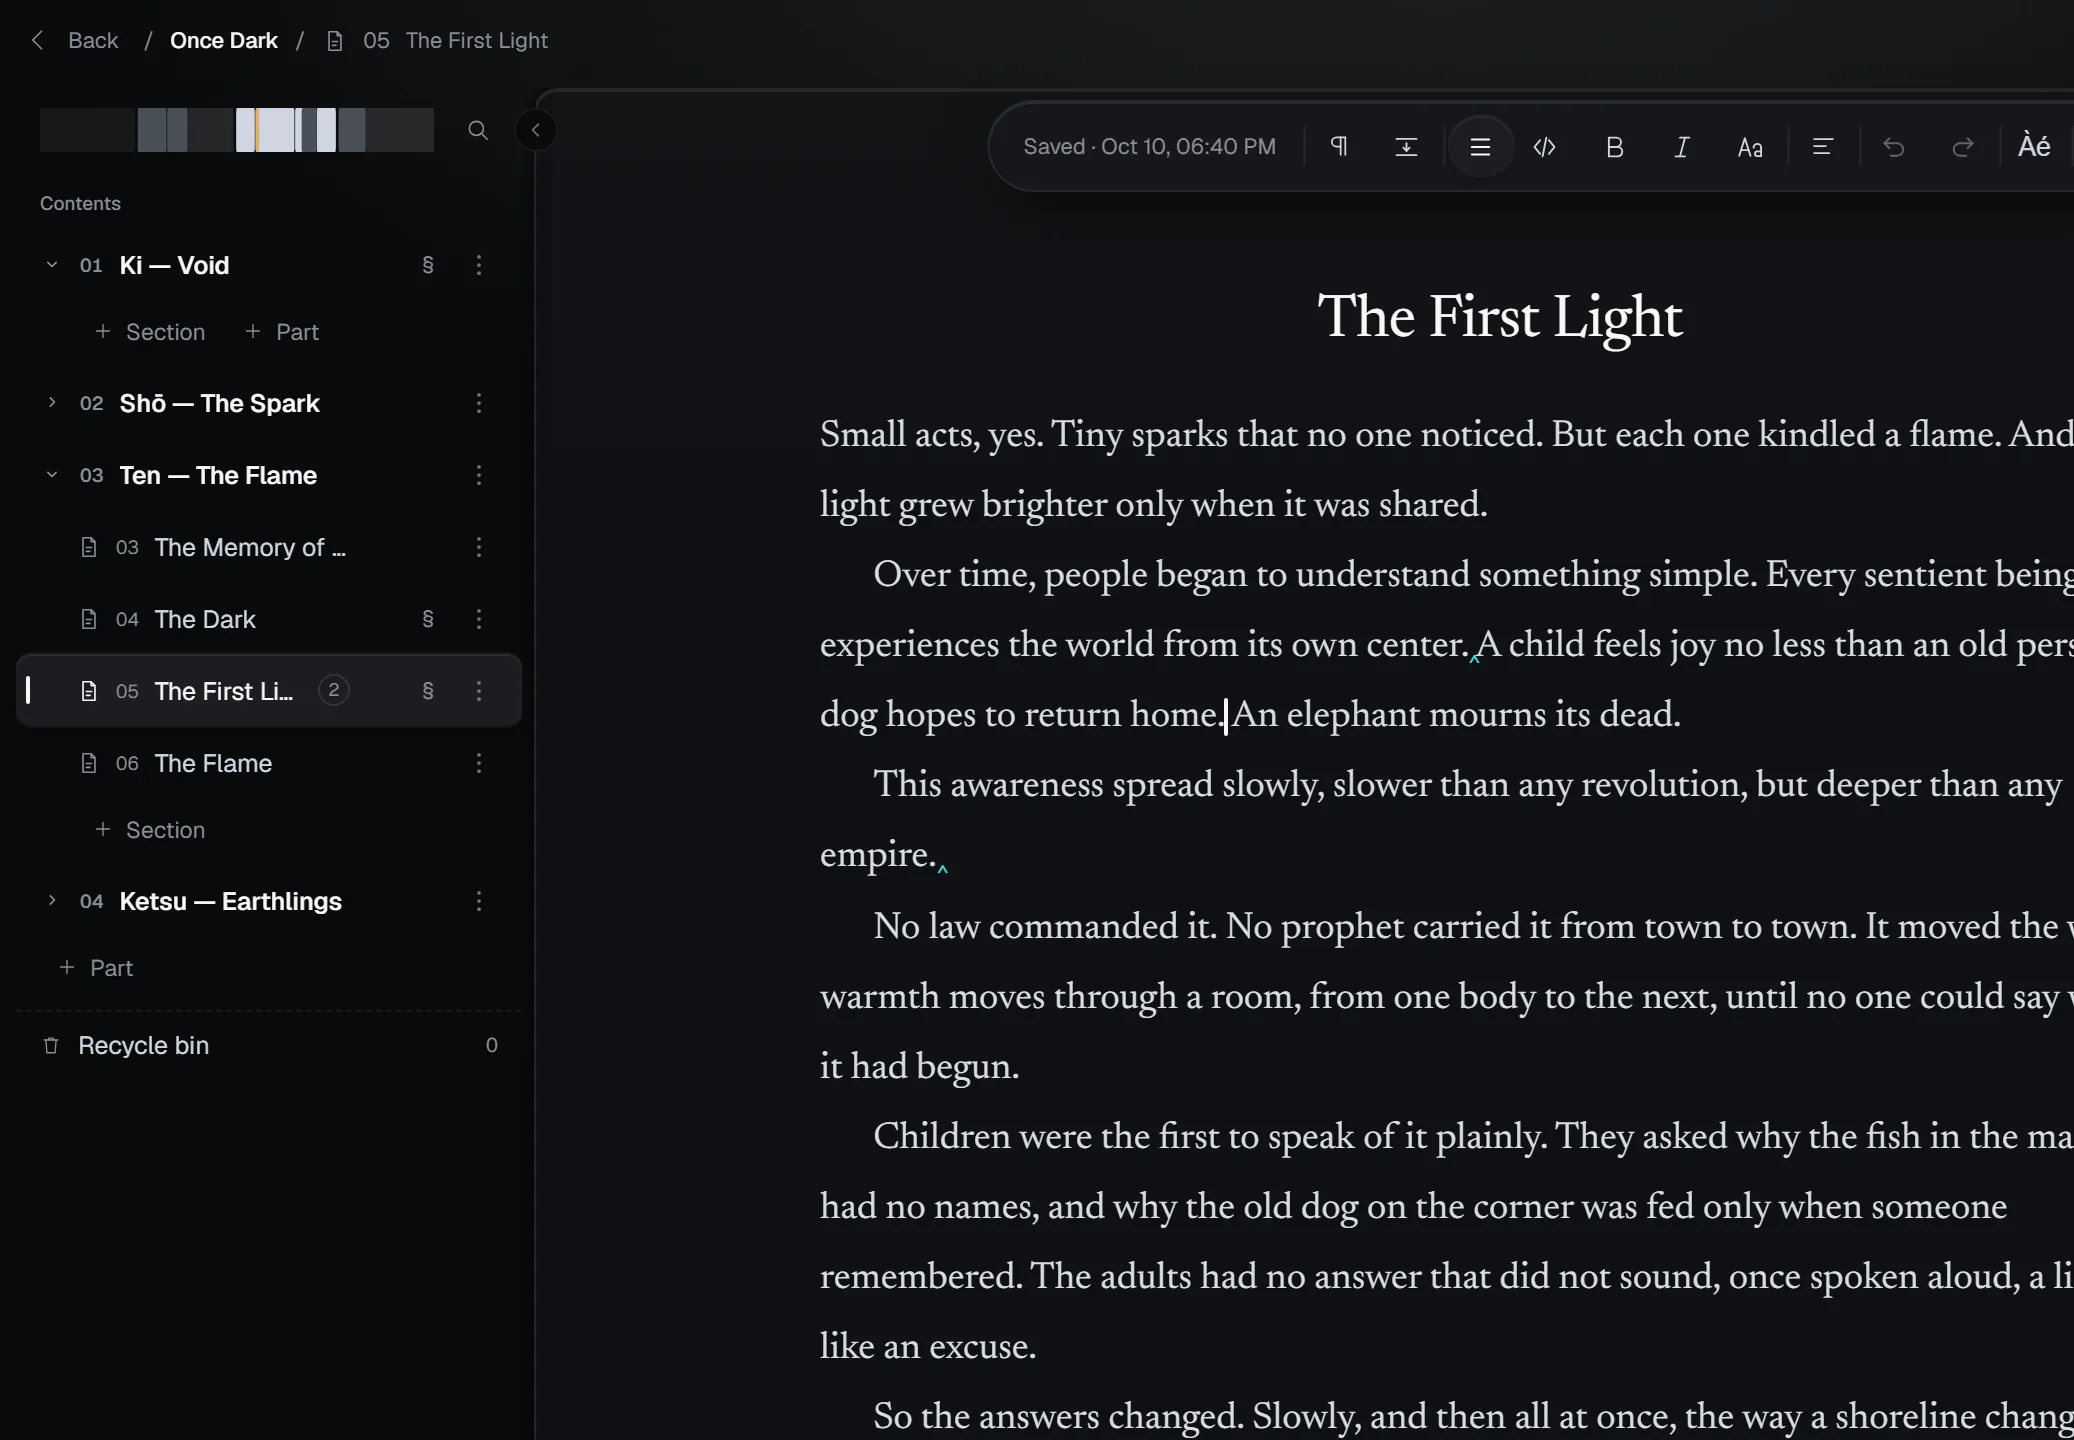 Back / Once Dark / 05 The First Light
Saved · Oct 10, 06:40 PM
Aa
Àé
Contents
01 Ki — Void §
+ Section + Part
02 Shō — The Spark
03 Ten — The Flame
03 The Memory of ...
04 The Dark §
05 The First Li... 2 §
06 The Flame
+ Section
04 Ketsu — Earthlings
+ Part
Recycle bin 0
The First Light
Small acts, yes. Tiny sparks that no one noticed. But each one kindled a flame. And
light grew brighter only when it was shared.
Over time, people began to understand something simple. Every sentient being
experiences the world from its own center.‸A child feels joy no less than an old pers
dog hopes to return home. An elephant mourns its dead.
This awareness spread slowly, slower than any revolution, but deeper than any
empire.‸
No law commanded it. No prophet carried it from town to town. It moved the
warmth moves through a room, from one body to the next, until no one could say
it had begun.
Children were the first to speak of it plainly. They asked why the fish in the ma
had no names, and why the old dog on the corner was fed only when someone
remembered. The adults had no answer that did not sound, once spoken aloud, a li
like an excuse.
So the answers changed. Slowly, and then all at once, the way a shoreline chang